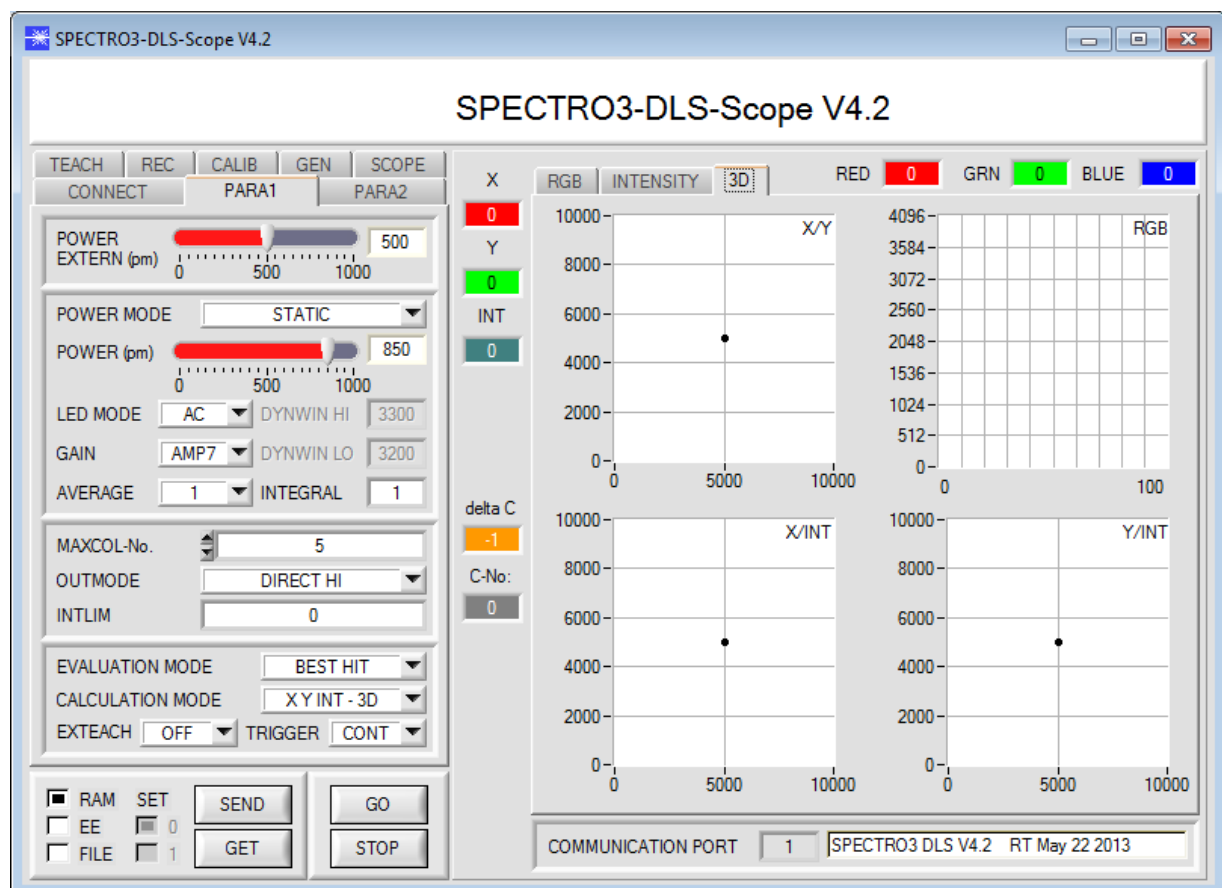 SPECTRO3-DLS-Scope V4.2
SPECTRO3-DLS-Scope V4.2
TEACH REC CALIB GEN SCOPE
CONNECT PARA1 PARA2
POWER EXTERN (pm) 500
0 500 1000
POWER MODE STATIC
POWER (pm) 850
0 500 1000
LED MODE AC DYNWIN HI 3300
GAIN AMP7 DYNWIN LO 3200
AVERAGE 1 INTEGRAL 1
MAXCOL-No. 5
OUTMODE DIRECT HI
INTLIM 0
EVALUATION MODE BEST HIT
CALCULATION MODE X Y INT - 3D
EXTEACH OFF TRIGGER CONT
RAM SET SEND GO
EE 0
FILE 1 GET STOP
X
0
Y
0
INT
0
delta C
-1
C-No:
0
RGB INTENSITY 3D RED 0 GRN 0 BLUE 0
X/Y
10000
8000
6000
4000
2000
0
0 5000 10000
RGB
4096
3584
3072
2560
2048
1536
1024
512
0
0 100
X/INT
10000
8000
6000
4000
2000
0
0 5000 10000
Y/INT
10000
8000
6000
4000
2000
0
0 5000 10000
COMMUNICATION PORT 1 SPECTRO3 DLS V4.2 RT May 22 2013